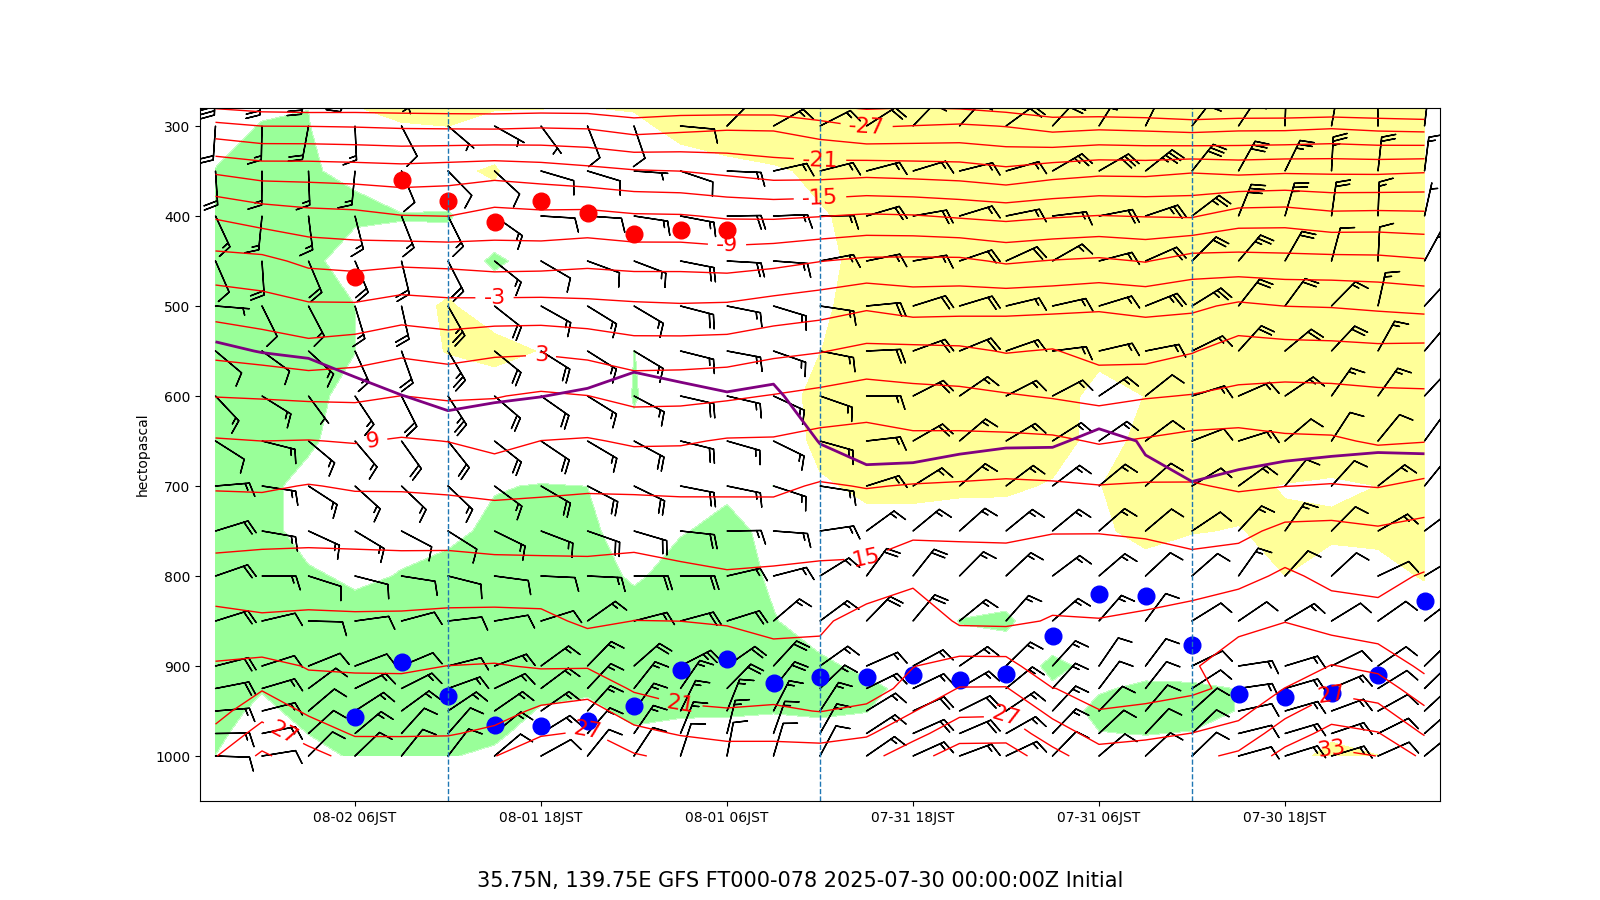 hectopascal
300
400
500
600
700
800
900
1000
-27
-21
-15
-9
-3
3
9
15
21
27
27
27
27
33
08-02 06JST
08-01 18JST
08-01 06JST
07-31 18JST
07-31 06JST
07-30 18JST
35.75N, 139.75E GFS FT000-078 2025-07-30 00:00:00Z Initial